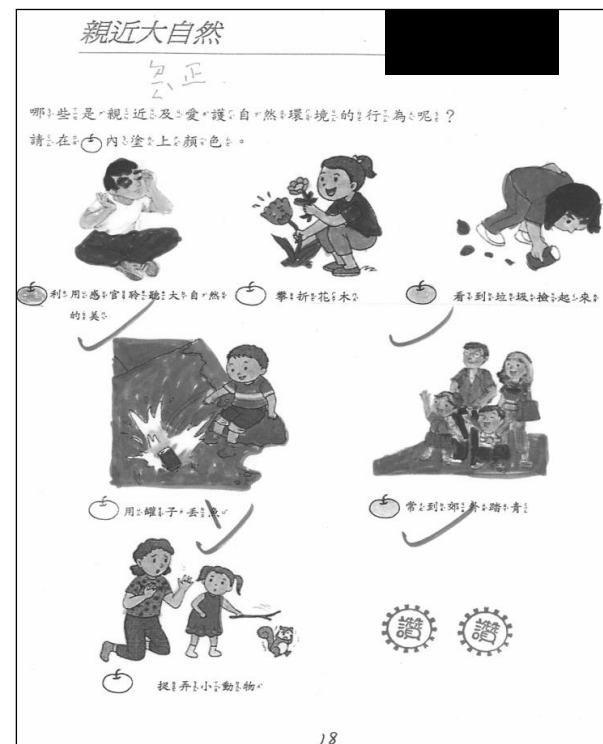 親近大自然
訂正
哪些是親近及愛護自然環境的行為呢？
請在內塗上顏色。
利用感官聆聽大自然的美
攀折花木
看到垃圾撿起來
用罐子丟魚
常到郊外踏青
捉弄小動物
讚 讚
18